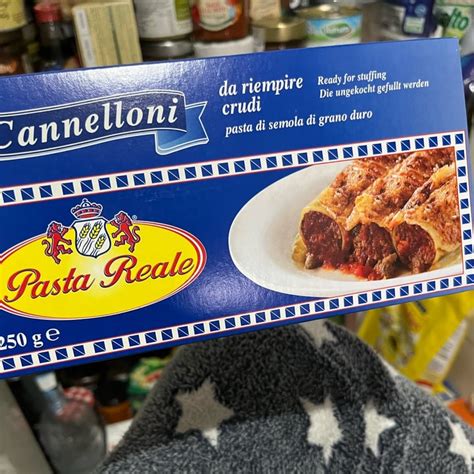 Cannelloni
da riempire
crudi
Ready for stuffing
Die ungekocht gefullt werden
pasta di semola di grano duro
Pasta Reale
250 g e